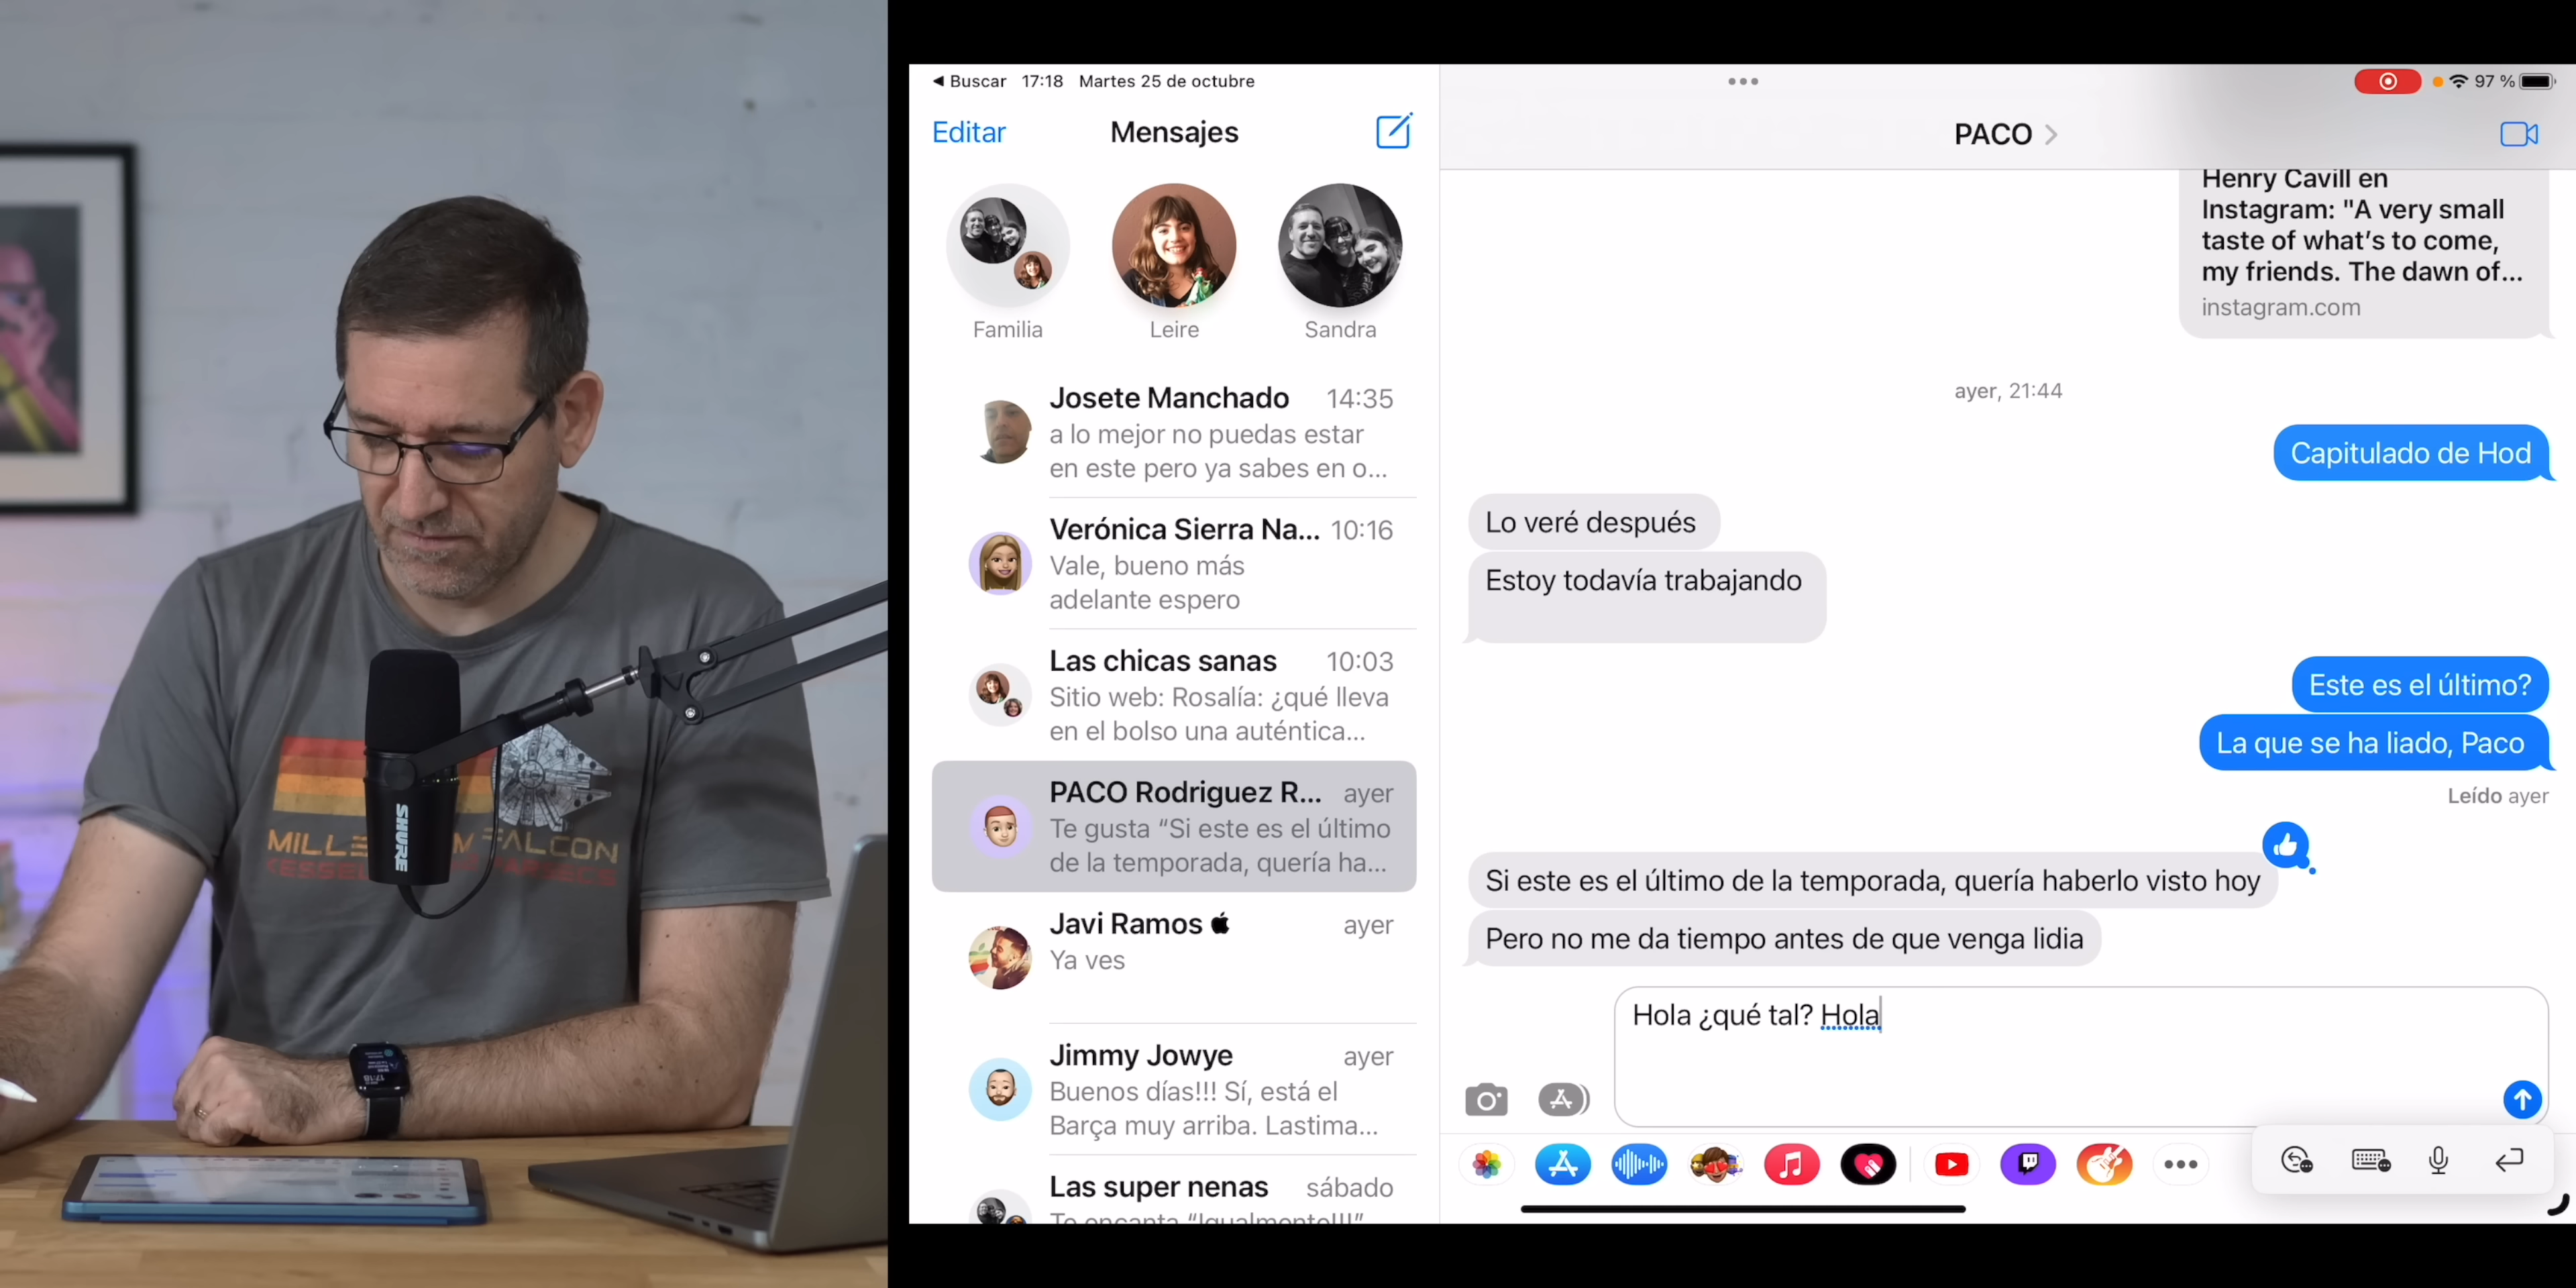 MILLE M FALCON
KESSEL PARSECS
SHURE
17:18
◀ Buscar 17:18 Martes 25 de octubre
97 %
Editar
Mensajes
Familia
Leire
Sandra
Josete Manchado 14:35
a lo mejor no puedas estar
en este pero ya sabes en o...
Verónica Sierra Na... 10:16
Vale, bueno más
adelante espero
Las chicas sanas 10:03
Sitio web: Rosalía: ¿qué lleva
en el bolso una auténtica...
PACO Rodriguez R... ayer
Te gusta “Si este es el último
de la temporada, quería ha...
Javi Ramos ayer
Ya ves
Jimmy Jowye ayer
Buenos días!!! Sí, está el
Barça muy arriba. Lastima...
Las super nenas sábado
Te encanta “Igualmente!!!”
PACO >
Henry Cavill en
Instagram: "A very small
taste of what’s to come,
my friends. The dawn of...
instagram.com
ayer, 21:44
Capitulado de Hod
Lo veré después
Estoy todavía trabajando
Este es el último?
La que se ha liado, Paco
Leído ayer
Si este es el último de la temporada, quería haberlo visto hoy
Pero no me da tiempo antes de que venga lidia
Hola ¿qué tal? Hola